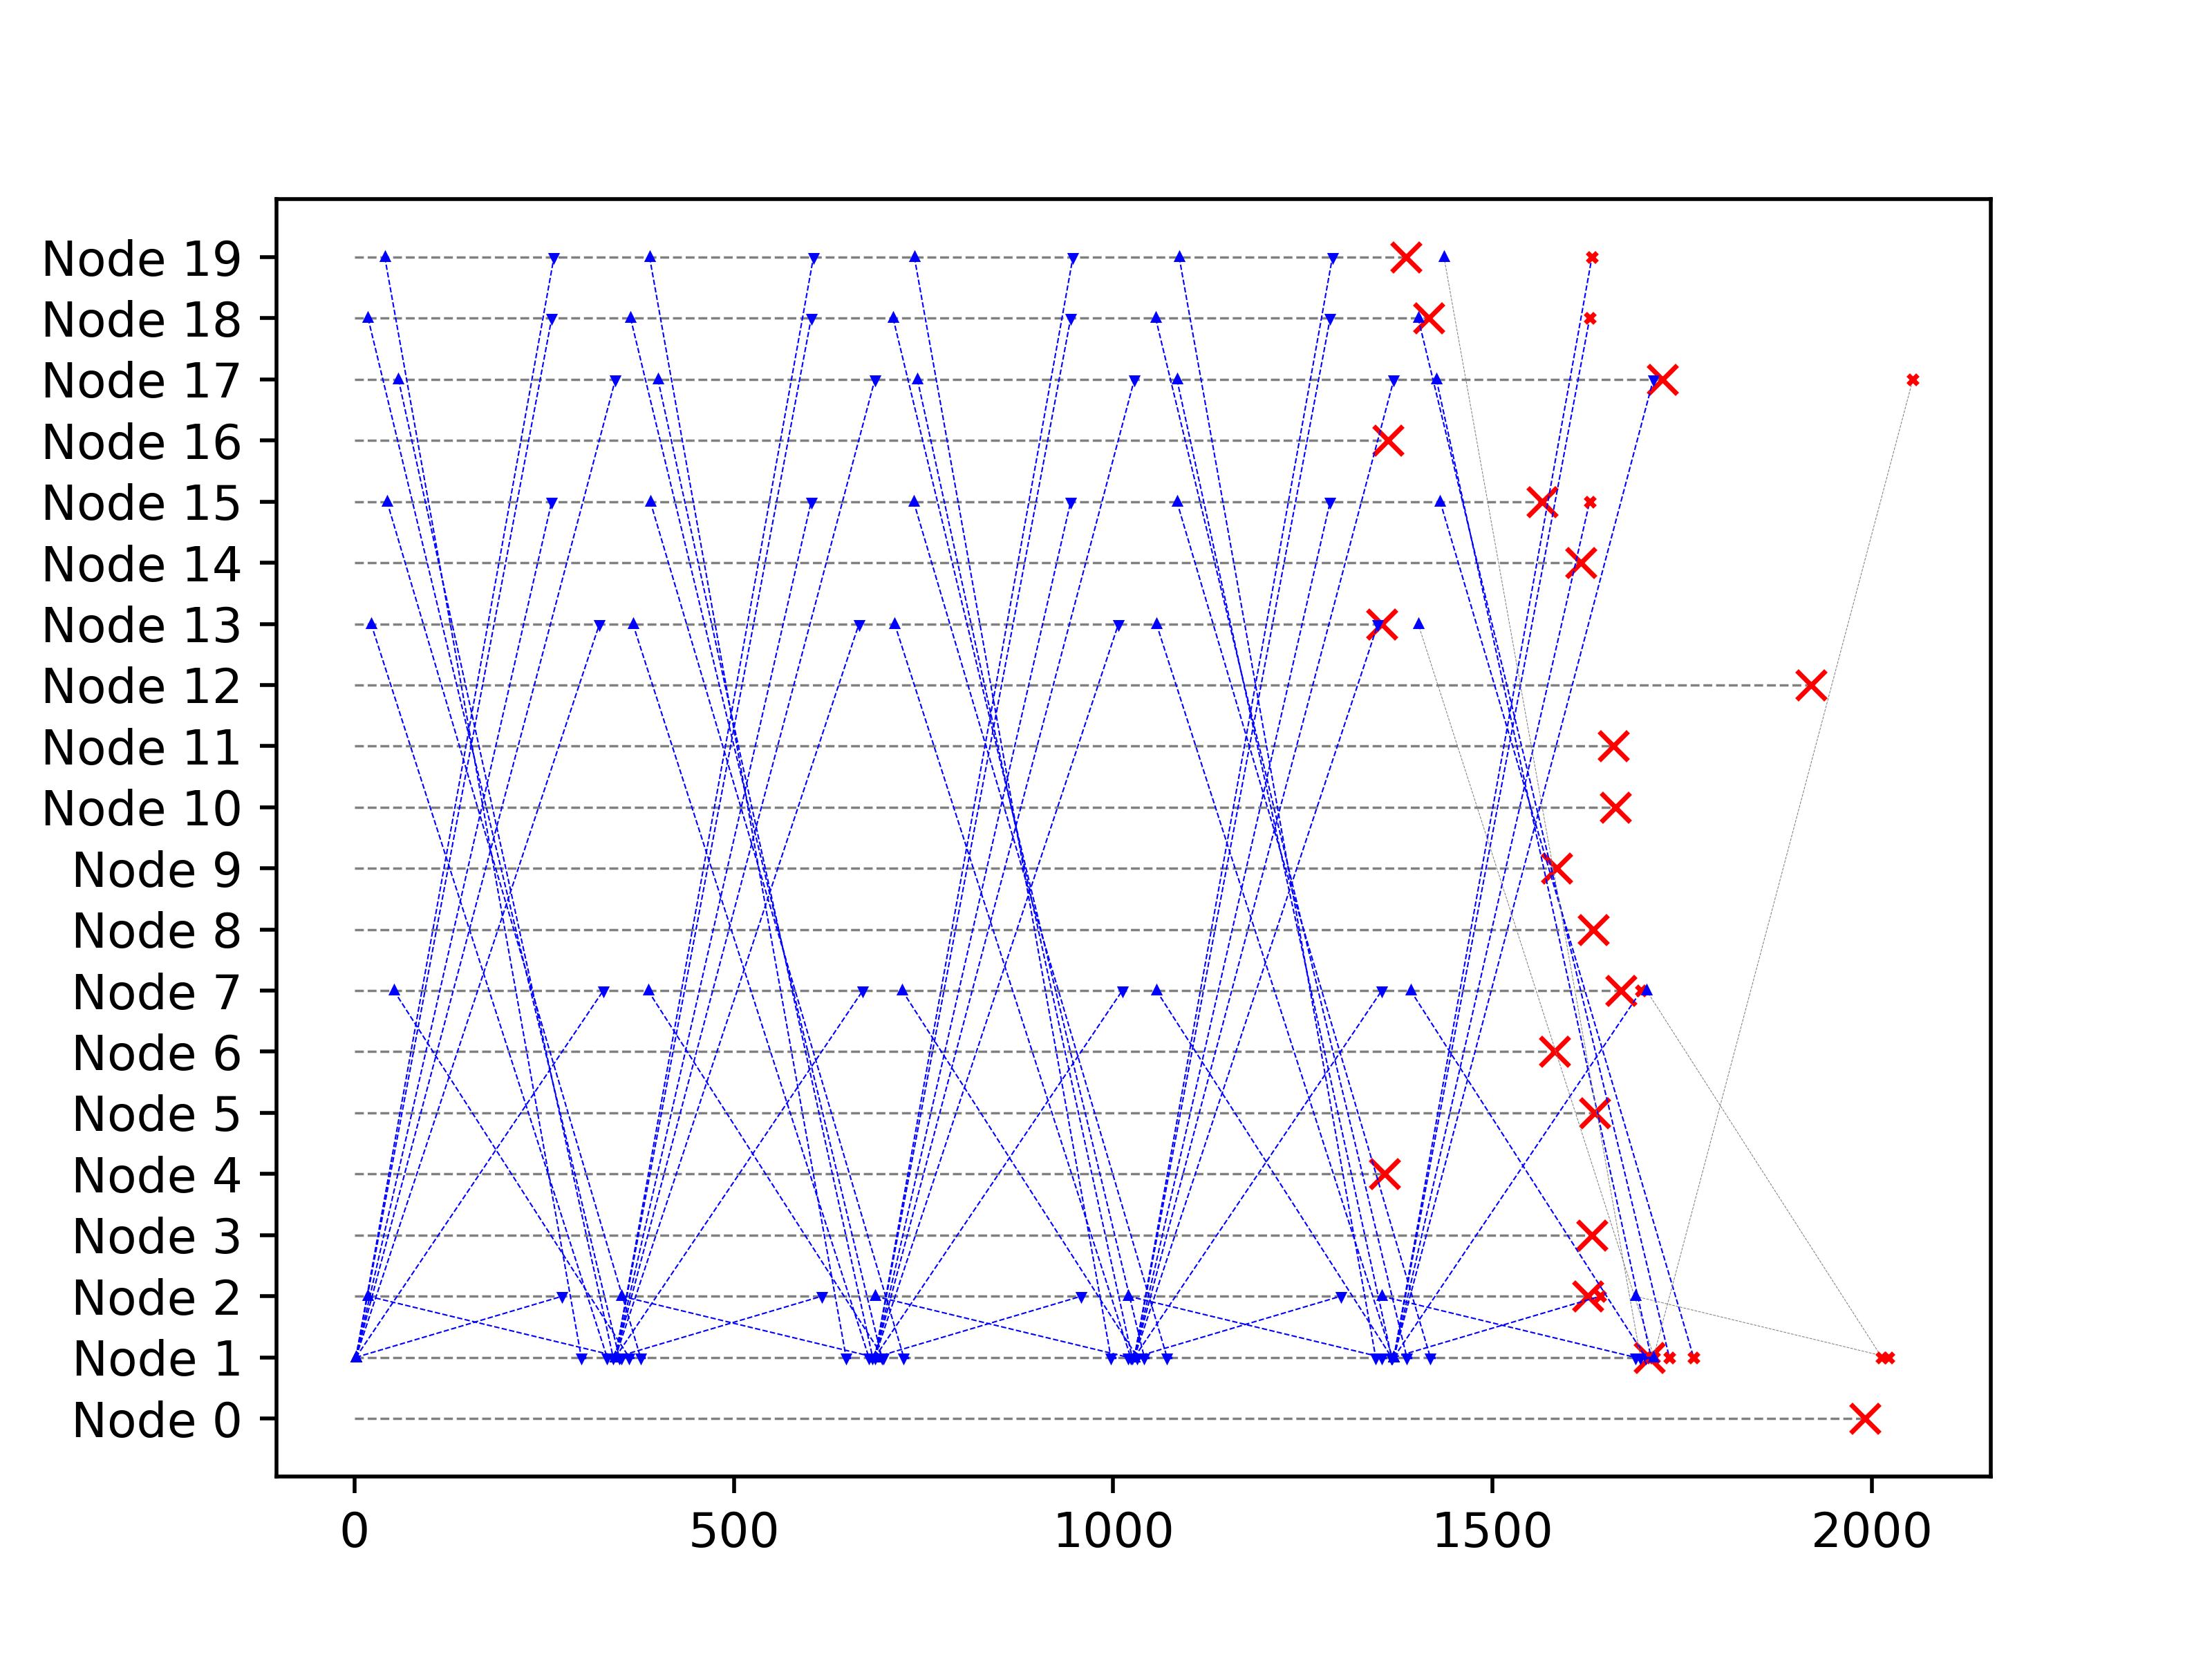 Node 19
Node 18
Node 17
Node 16
Node 15
Node 14
Node 13
Node 12
Node 11
Node 10
Node 9
Node 8
Node 7
Node 6
Node 5
Node 4
Node 3
Node 2
Node 1
Node 0
0 500 1000 1500 2000